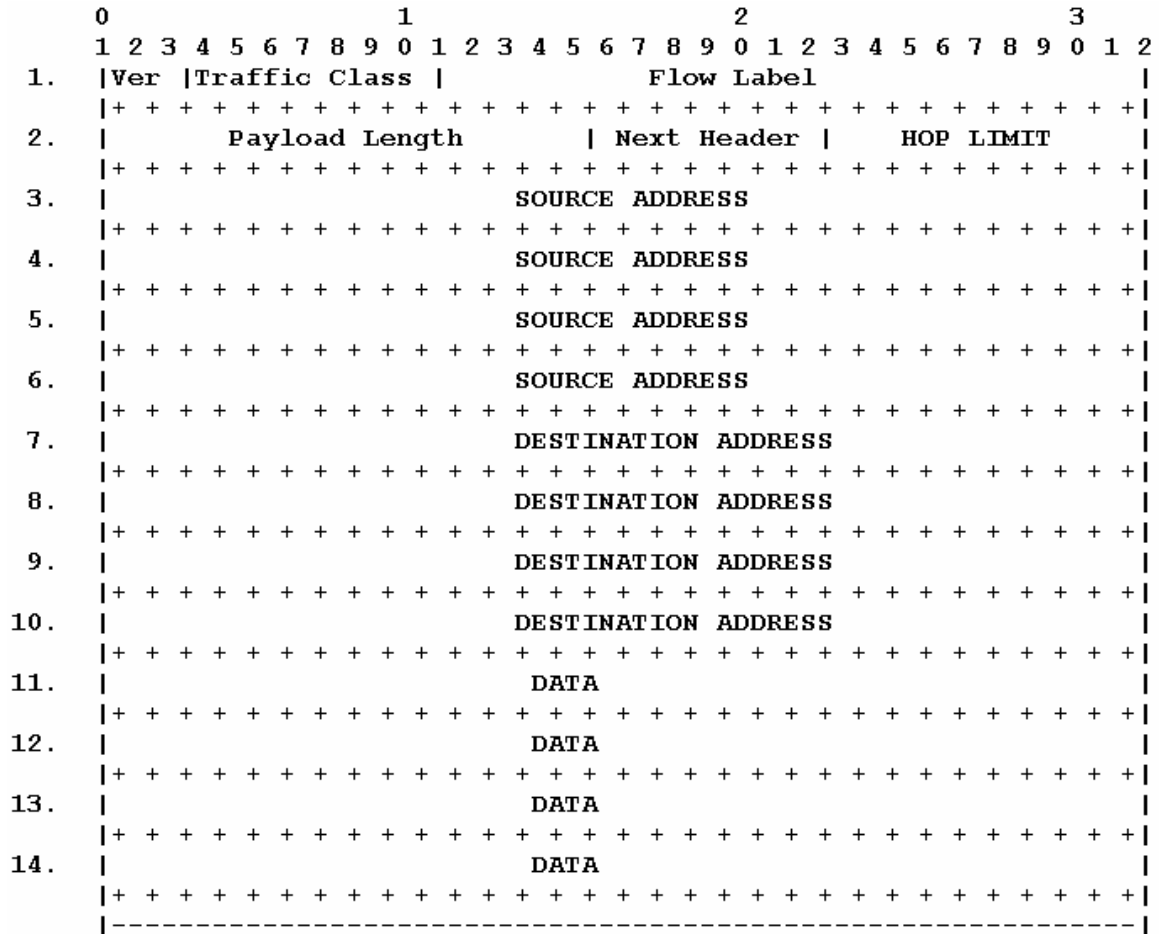 0 1 2 3
1 2 3 4 5 6 7 8 9 0 1 2 3 4 5 6 7 8 9 0 1 2 3 4 5 6 7 8 9 0 1 2
1. |Ver |Traffic Class | Flow Label |
|+ + + + + + + + + + + + + + + + + + + + + + + + + + + + + + +|
2. | Payload Length | Next Header | HOP LIMIT |
|+ + + + + + + + + + + + + + + + + + + + + + + + + + + + + + +|
3. | SOURCE ADDRESS |
|+ + + + + + + + + + + + + + + + + + + + + + + + + + + + + + +|
4. | SOURCE ADDRESS |
|+ + + + + + + + + + + + + + + + + + + + + + + + + + + + + + +|
5. | SOURCE ADDRESS |
|+ + + + + + + + + + + + + + + + + + + + + + + + + + + + + + +|
6. | SOURCE ADDRESS |
|+ + + + + + + + + + + + + + + + + + + + + + + + + + + + + + +|
7. | DESTINATION ADDRESS |
|+ + + + + + + + + + + + + + + + + + + + + + + + + + + + + + +|
8. | DESTINATION ADDRESS |
|+ + + + + + + + + + + + + + + + + + + + + + + + + + + + + + +|
9. | DESTINATION ADDRESS |
|+ + + + + + + + + + + + + + + + + + + + + + + + + + + + + + +|
10. | DESTINATION ADDRESS |
|+ + + + + + + + + + + + + + + + + + + + + + + + + + + + + + +|
11. | DATA |
|+ + + + + + + + + + + + + + + + + + + + + + + + + + + + + + +|
12. | DATA |
|+ + + + + + + + + + + + + + + + + + + + + + + + + + + + + + +|
13. | DATA |
|+ + + + + + + + + + + + + + + + + + + + + + + + + + + + + + +|
14. | DATA |
|+ + + + + + + + + + + + + + + + + + + + + + + + + + + + + + +|
|-------------------------------------------------------------|